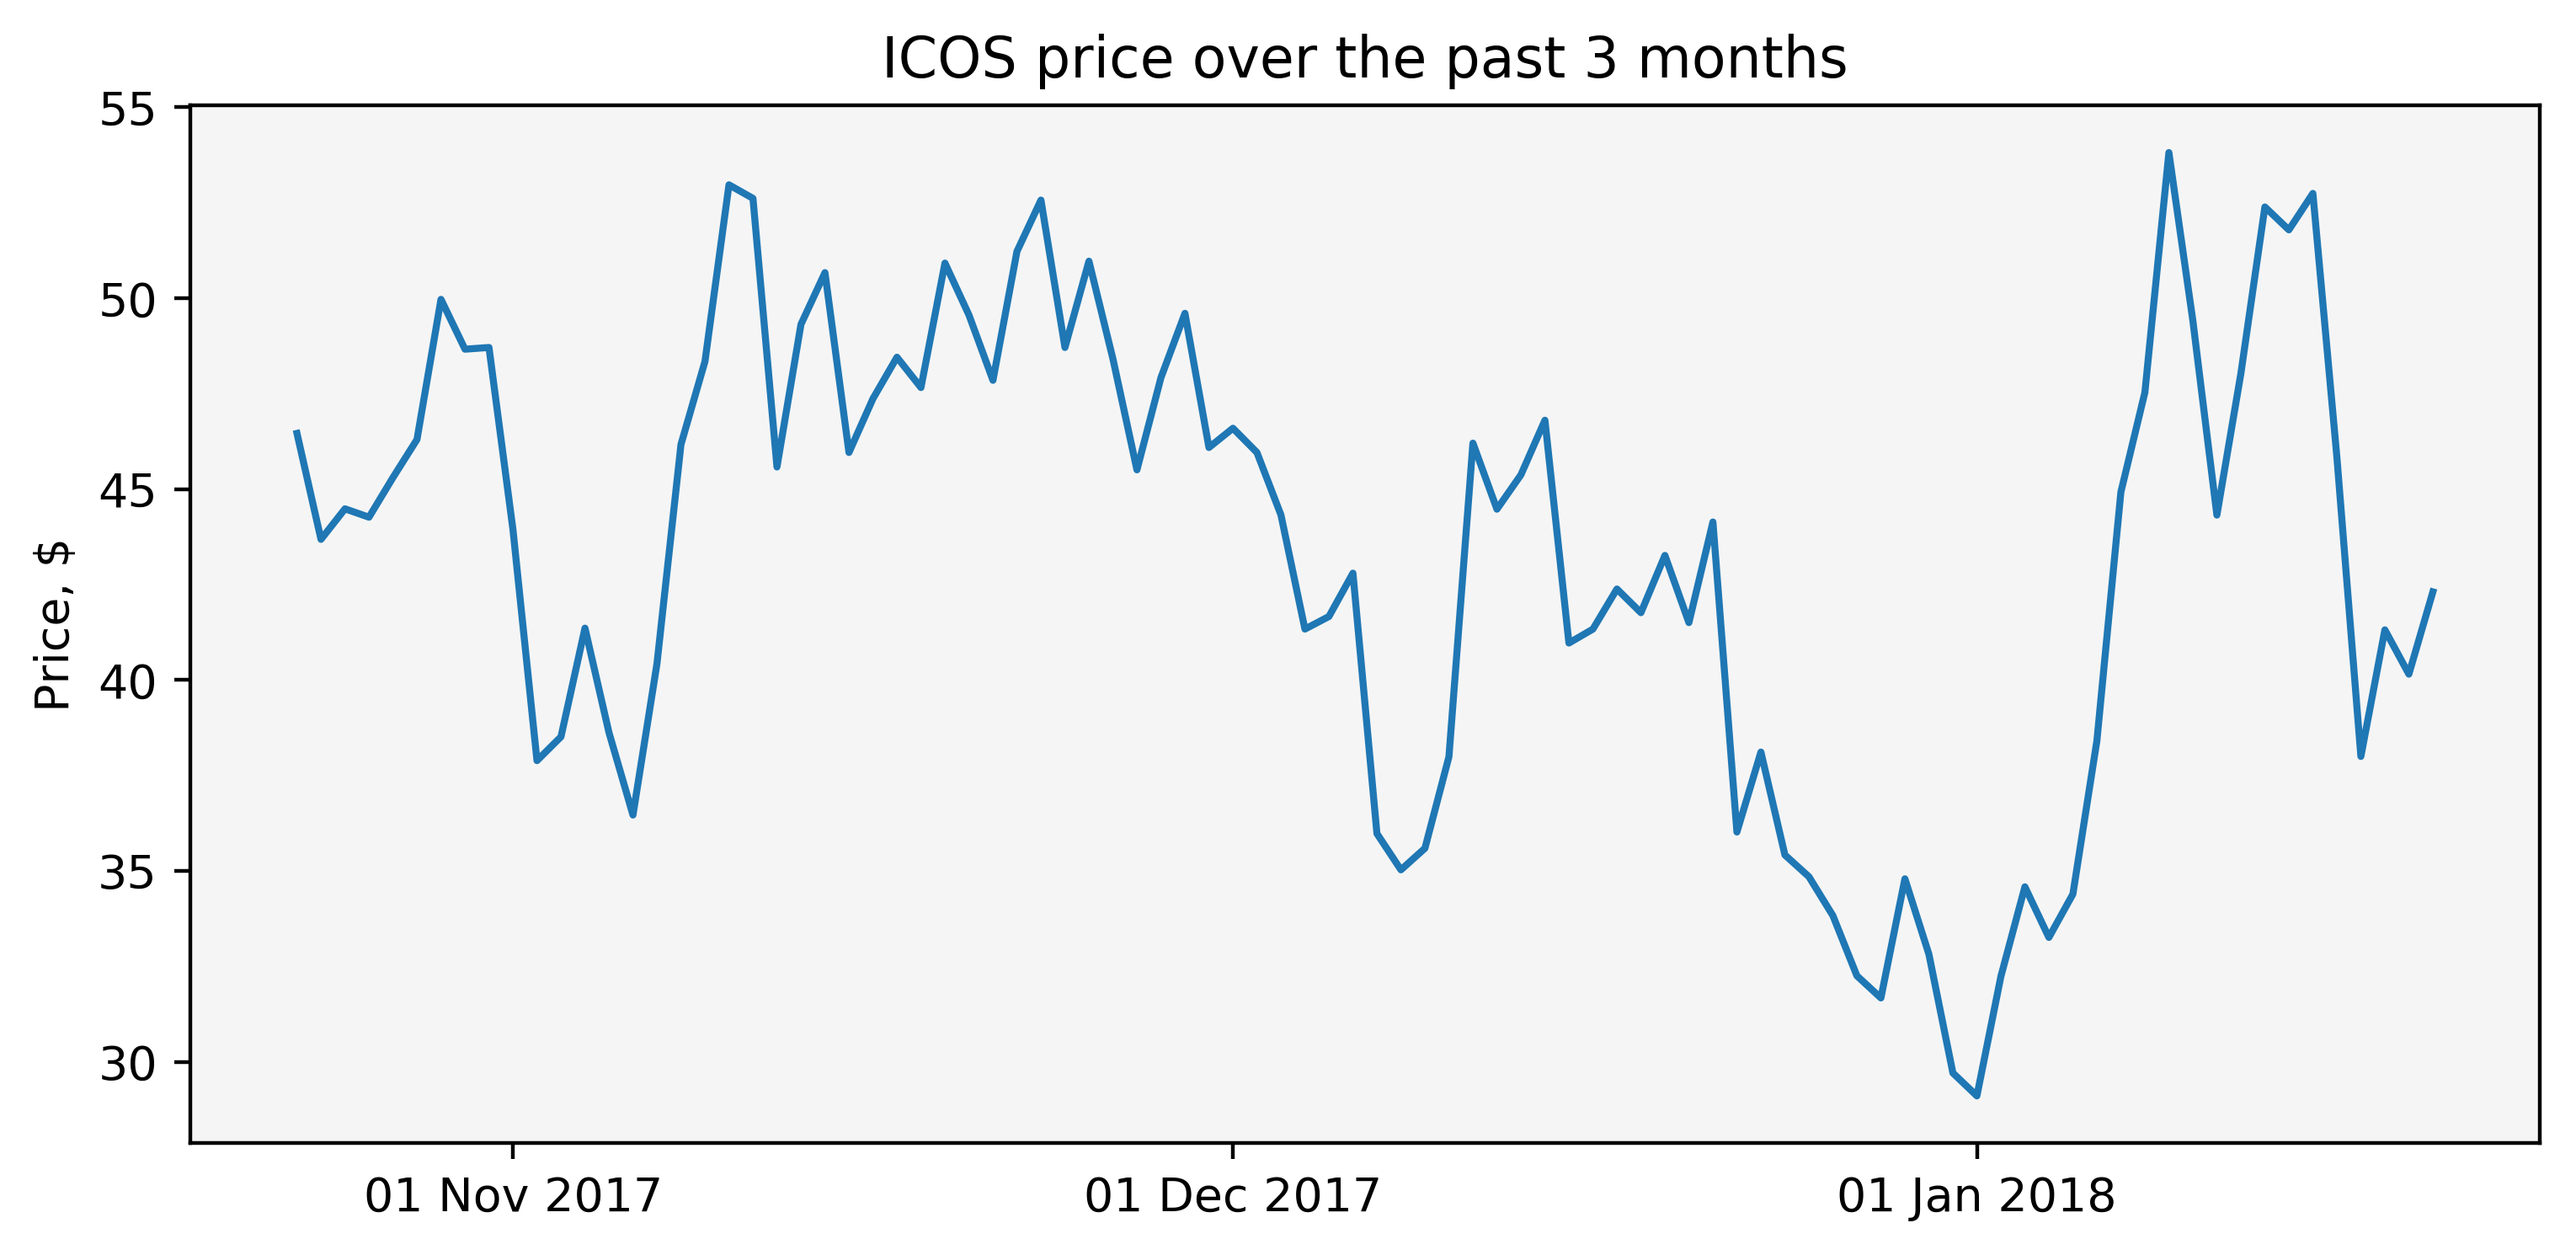 ICOS price over the past 3 months
55
50
45
40
35
30
Price, $
01 Nov 2017
01 Dec 2017
01 Jan 2018